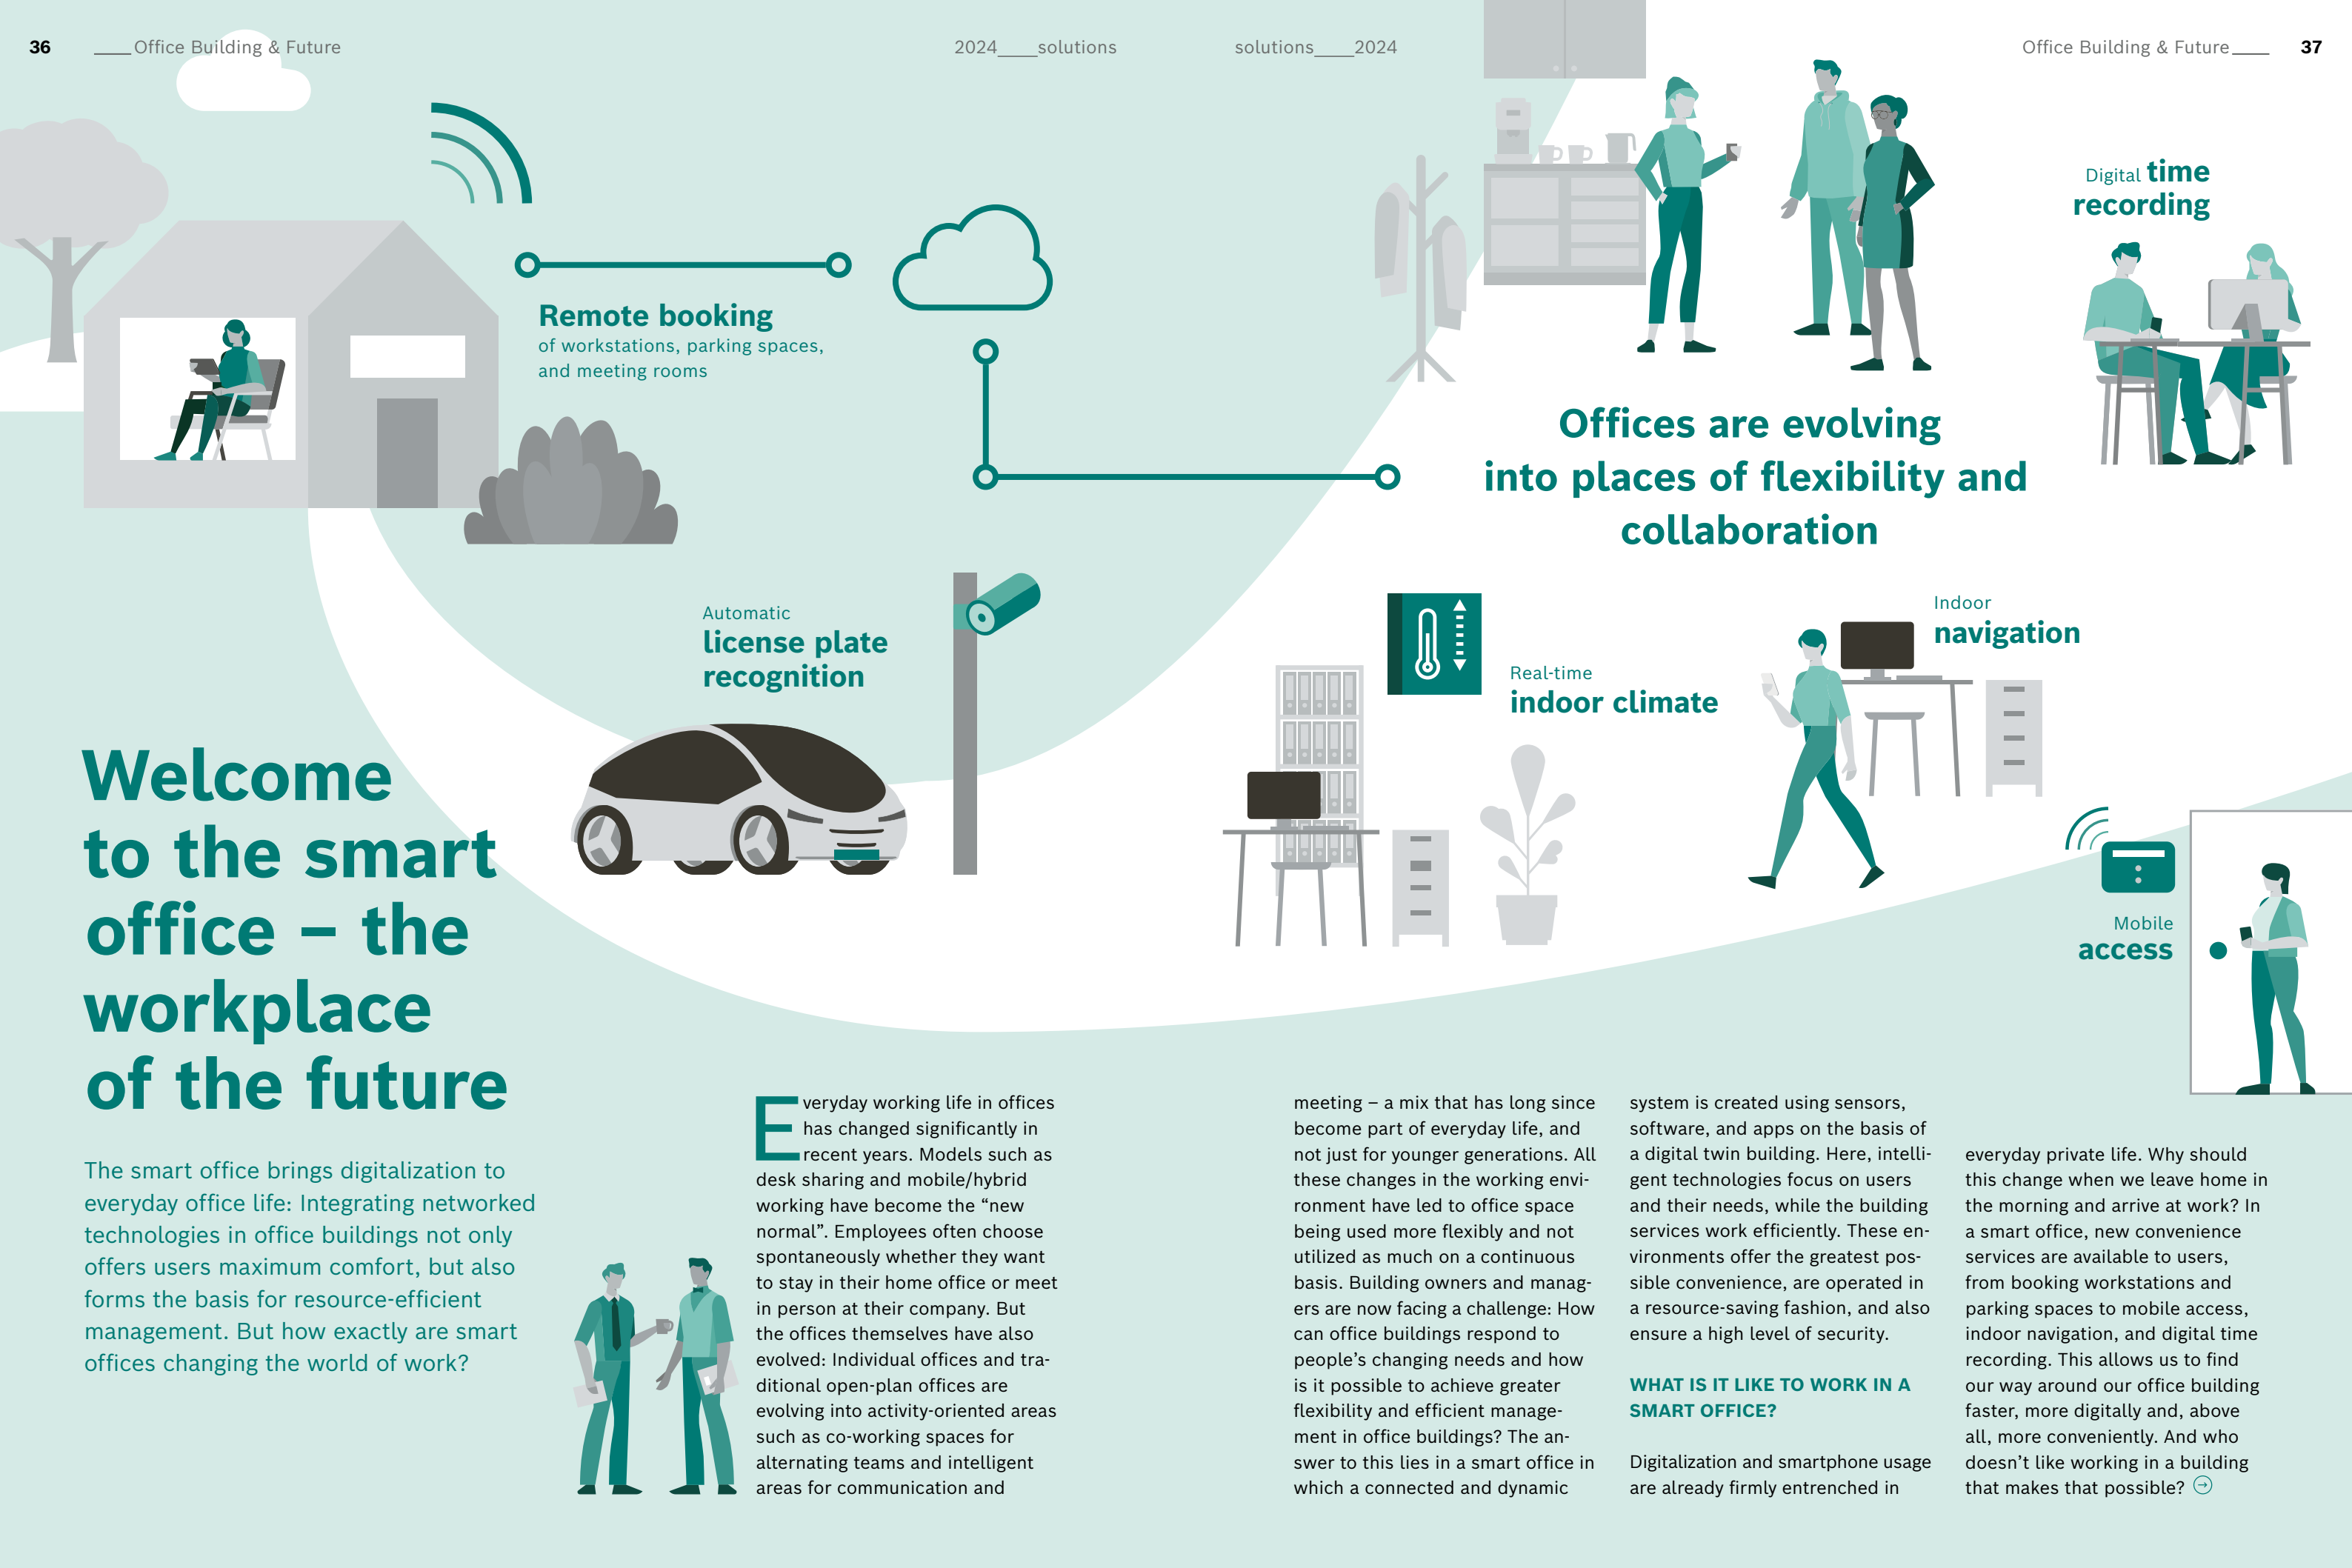 36 ____Office Building & Future
2024____solutions
solutions____2024
Office Building & Future____ 37
Remote booking
of workstations, parking spaces,
and meeting rooms
Digital time
recording
Offices are evolving
into places of flexibility and
collaboration
Automatic
license plate
recognition
Real-time
indoor climate
Indoor
navigation
Mobile
access
Welcome
to the smart
office – the
workplace
of the future
The smart office brings digitalization to
everyday office life: Integrating networked
technologies in office buildings not only
offers users maximum comfort, but also
forms the basis for resource-efficient
management. But how exactly are smart
offices changing the world of work?
Everyday working life in offices
has changed significantly in
recent years. Models such as
desk sharing and mobile/hybrid
working have become the “new
normal”. Employees often choose
spontaneously whether they want
to stay in their home office or meet
in person at their company. But
the offices themselves have also
evolved: Individual offices and tra-
ditional open-plan offices are
evolving into activity-oriented areas
such as co-working spaces for
alternating teams and intelligent
areas for communication and
meeting – a mix that has long since
become part of everyday life, and
not just for younger generations. All
these changes in the working envi-
ronment have led to office space
being used more flexibly and not
utilized as much on a continuous
basis. Building owners and manag-
ers are now facing a challenge: How
can office buildings respond to
people’s changing needs and how
is it possible to achieve greater
flexibility and efficient manage-
ment in office buildings? The an-
swer to this lies in a smart office in
which a connected and dynamic
system is created using sensors,
software, and apps on the basis of
a digital twin building. Here, intelli-
gent technologies focus on users
and their needs, while the building
services work efficiently. These en-
vironments offer the greatest pos-
sible convenience, are operated in
a resource-saving fashion, and also
ensure a high level of security.
WHAT IS IT LIKE TO WORK IN A
SMART OFFICE?
Digitalization and smartphone usage
are already firmly entrenched in
everyday private life. Why should
this change when we leave home in
the morning and arrive at work? In
a smart office, new convenience
services are available to users,
from booking workstations and
parking spaces to mobile access,
indoor navigation, and digital time
recording. This allows us to find
our way around our office building
faster, more digitally and, above
all, more conveniently. And who
doesn’t like working in a building
that makes that possible?